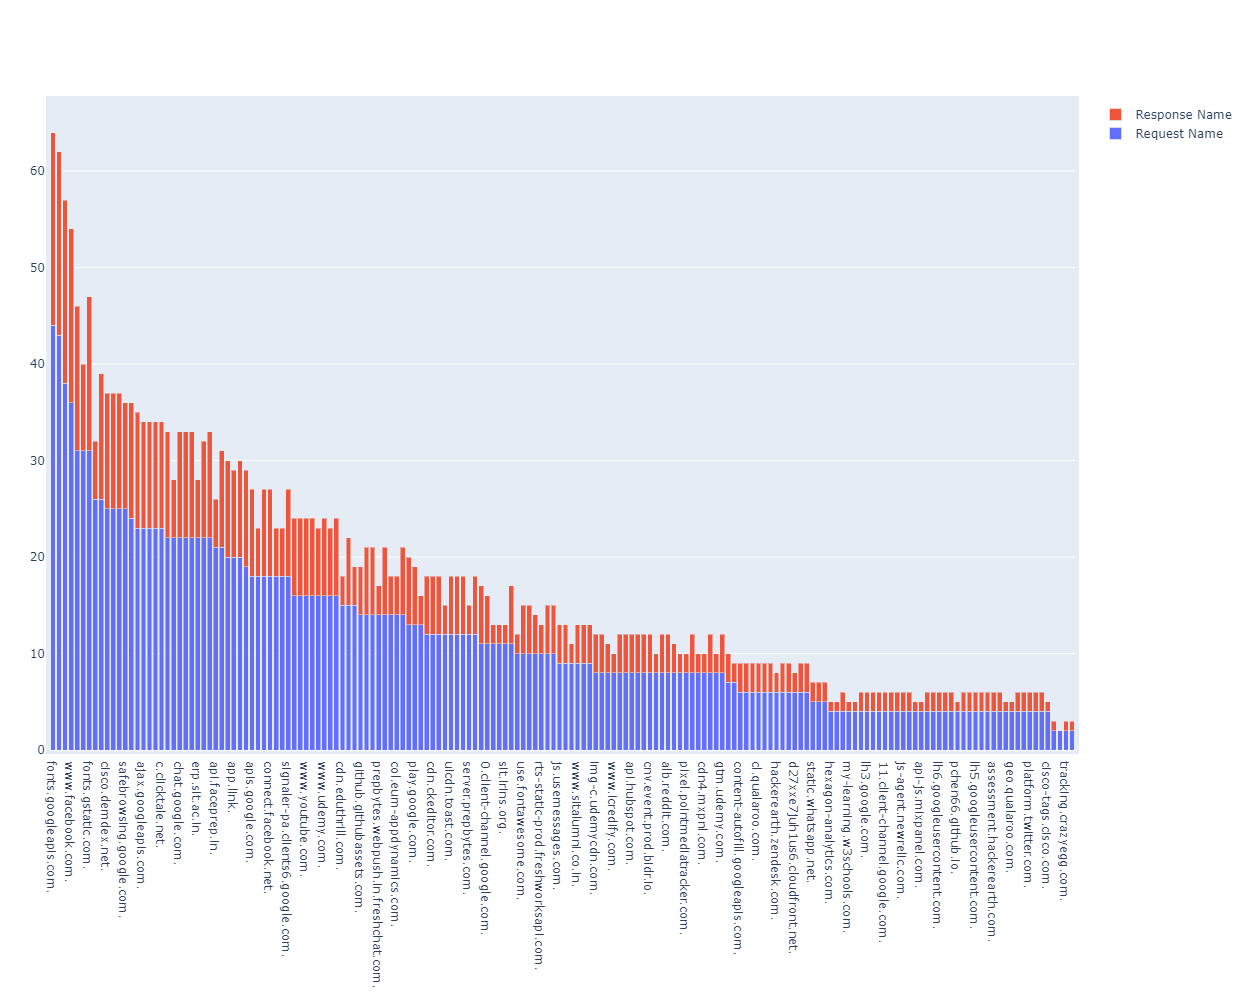 Response Name
Request Name
60
50
40
30
20
10
0
fonts.googleapis.com.
www.facebook.com.
fonts.gstatic.com.
cisco.demdex.net.
safebrowsing.google.com.
ajax.googleapis.com.
c.clicktale.net.
chat.google.com.
erp.sit.ac.in.
api.faceprep.in.
app.link.
apis.google.com.
connect.facebook.net.
signaler-pa.clients6.google.com.
www.youtube.com.
www.udemy.com.
cdn.eduthrill.com.
github.githubassets.com.
prepbytes.webpush.in.freshchat.com.
col.eum-appdynamics.com.
play.google.com.
cdn.ckeditor.com.
uicdn.toast.com.
server.prepbytes.com.
0.client-channel.google.com.
sit.irins.org.
use.fontawesome.com.
rts-static-prod.freshworksapi.com.
js.usemessages.com.
www.sitalumni.co.in.
img-c.udemycdn.com.
www.icredify.com.
api.hubspot.com.
cnv.event.prod.bidr.io.
alb.reddit.com.
pixel.pointmediatracker.com.
cdn4.mxpnl.com.
gtm.udemy.com.
content-autofill.googleapis.com.
cl.qualaroo.com.
hackerearth.zendesk.com.
d27xxe7juh1us6.cloudfront.net.
static.whatsapp.net.
hexagon-analytics.com.
my-learning.w3schools.com.
lh3.google.com.
11.client-channel.google.com.
js-agent.newrelic.com.
api-js.mixpanel.com.
lh6.googleusercontent.com.
pchen66.github.io.
lh5.googleusercontent.com.
assessment.hackerearth.com.
geo.qualaroo.com.
platform.twitter.com.
cisco-tags.cisco.com.
tracking.crazyegg.com.